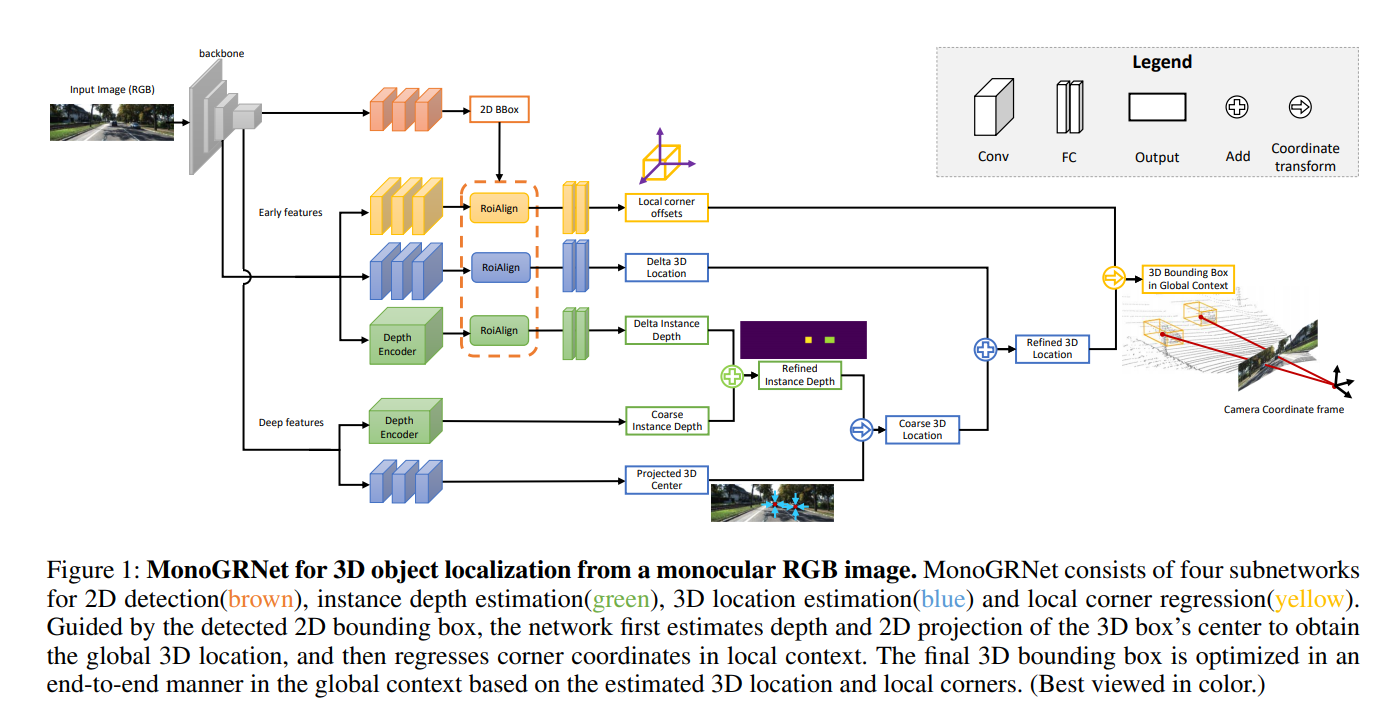 backbone
Input Image (RGB)
2D BBox
Early features
RoiAlign
Local corner
offsets
RoiAlign
Delta 3D
Location
Depth
Encoder
RoiAlign
Delta Instance
Depth
Refined
Instance Depth
Deep features
Depth
Encoder
Coarse
Instance Depth
Projected 3D
Center
Coarse 3D
Location
Refined 3D
Location
3D Bounding Box
in Global Context
Camera Coordinate frame
Legend
Conv
FC
Output
Add
Coordinate
transform
Figure 1: MonoGRNet for 3D object localization from a monocular RGB image. MonoGRNet consists of four subnetworks
for 2D detection(brown), instance depth estimation(green), 3D location estimation(blue) and local corner regression(yellow).
Guided by the detected 2D bounding box, the network first estimates depth and 2D projection of the 3D box's center to obtain
the global 3D location, and then regresses corner coordinates in local context. The final 3D bounding box is optimized in an
end-to-end manner in the global context based on the estimated 3D location and local corners. (Best viewed in color.)